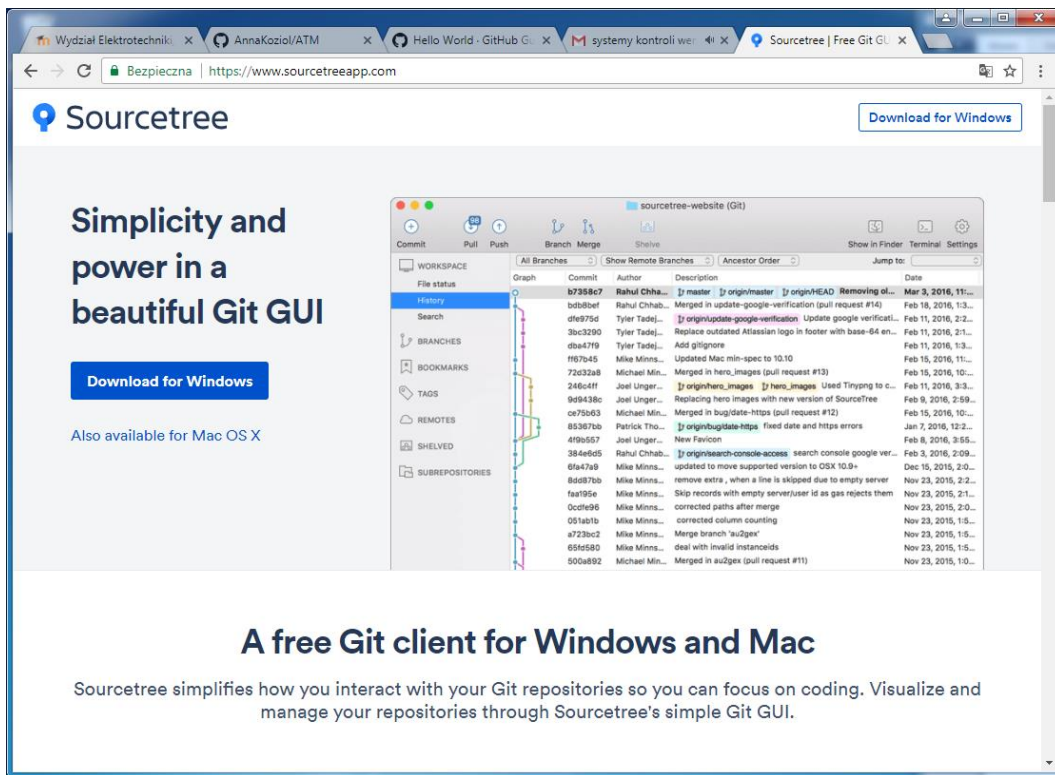 Wydział Elektrotechniki,
AnnaKoziol/ATM
Hello World · GitHub Gu
systemy kontroli wer
Sourcetree | Free Git GU
Bezpieczna
https://www.sourcetreeapp.com
Sourcetree
Download for Windows
Simplicity and
power in a
beautiful Git GUI
Download for Windows
Also available for Mac OS X
sourcetree-website (Git)
98
Commit Pull Push Branch Merge Shelve Show in Finder Terminal Settings
All Branches Show Remote Branches Ancestor Order Jump to:
WORKSPACE
File status
History
Search
BRANCHES
BOOKMARKS
TAGS
REMOTES
SHELVED
SUBREPOSITORIES
Graph Commit Author Description Date
b7358c7 Rahul Chha... master origin/master origin/HEAD Removing ol... Mar 3, 2016, 11:...
bdb8bef Rahul Chhab... Merged in update-google-verification (pull request #14) Feb 18, 2016, 1:3...
dfe975d Tyler Tadej... origin/update-google-verification Update google verificati... Feb 11, 2016, 2:2...
3bc3290 Tyler Tadej... Replace outdated Atlassian logo in footer with base-64 en... Feb 11, 2016, 2:1...
dba47f9 Tyler Tadej... Add gitignore Feb 11, 2016, 1:3...
ff67b45 Mike Minns... Updated Mac min-spec to 10.10 Feb 15, 2016, 11:...
72d32a8 Michael Min... Merged in hero_images (pull request #13) Feb 15, 2016, 10:...
246c4ff Joel Unger... origin/hero_images hero_images Used Tinypng to c... Feb 11, 2016, 3:3...
9d9438c Joel Unger... Replacing hero images with new version of SourceTree Feb 9, 2016, 2:59...
ce75b63 Michael Min... Merged in bug/date-https (pull request #12) Feb 15, 2016, 10:...
85367bb Patrick Tho... origin/bug/date-https fixed date and https errors Jan 7, 2016, 12:2...
4f9b557 Joel Unger... New Favicon Feb 8, 2016, 3:55...
384e6d5 Rahul Chhab... origin/search-console-access search console google ver... Feb 3, 2016, 2:09...
6fa47a9 Mike Minns... updated to move supported version to OSX 10.9+ Dec 15, 2015, 2:0...
8dd87bb Mike Minns... remove extra , when a line is skipped due to empty server Nov 23, 2015, 2:2...
faa195e Mike Minns... Skip records with empty server/user id as gas rejects them Nov 23, 2015, 2:1...
0cdfe96 Mike Minns... corrected paths after merge Nov 23, 2015, 2:0...
051ab1b Mike Minns... corrected column counting Nov 23, 2015, 1:5...
a723bc2 Mike Minns... Merge branch 'au2gex' Nov 23, 2015, 1:5...
65fd580 Mike Minns... deal with invalid instanceids Nov 23, 2015, 1:5...
500a892 Michael Min... Merged in au2gex (pull request #11) Nov 23, 2015, 1:0...
A free Git client for Windows and Mac
Sourcetree simplifies how you interact with your Git repositories so you can focus on coding. Visualize and
manage your repositories through Sourcetree's simple Git GUI.